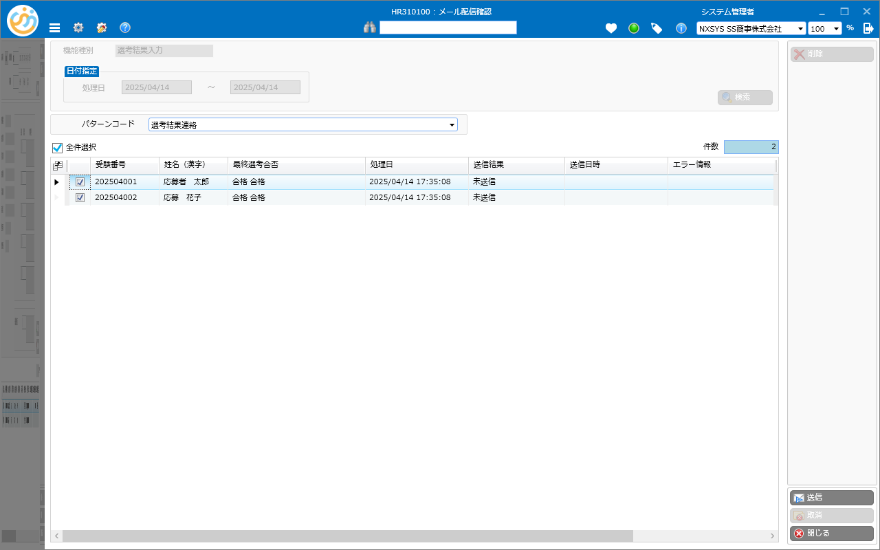 HR310100：メール配信確認
システム管理者
NXSYS SS商事株式会社
100
%
機能種別
選考結果入力
日付指定
処理日
2025/04/14
～
2025/04/14
検索
削除
パターンコード
選考結果連絡
全件選択
件数
2
受験番号 姓名（漢字） 最終選考合否 処理日 送信結果 送信日時 エラー情報
202504001 応募者　太郎 合格 合格 2025/04/14 17:35:08 未送信
202504002 応募　花子 合格 合格 2025/04/14 17:35:08 未送信
送信
取消
閉じる